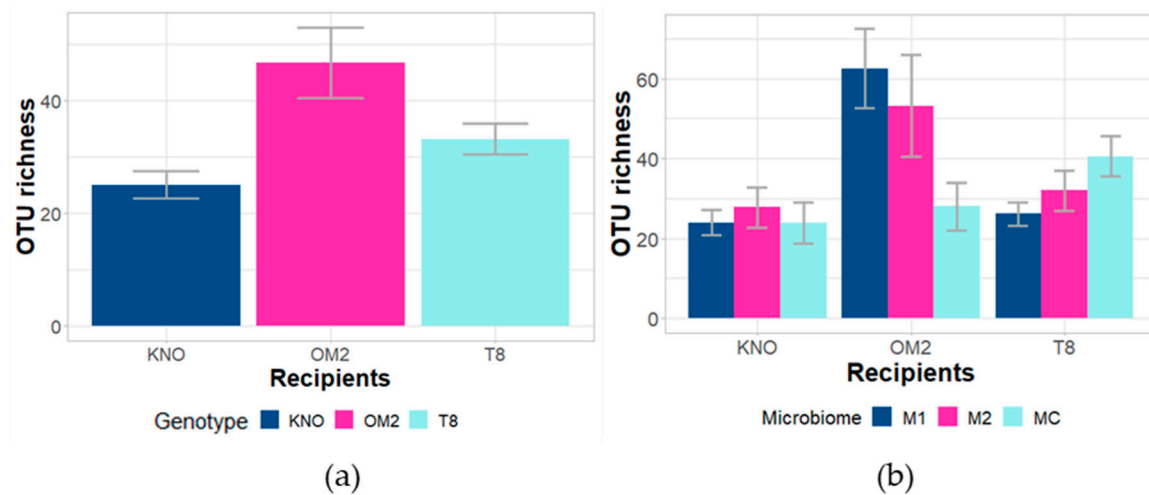 OTU richness
40
20
0
KNO OM2 T8
Recipients
Genotype KNO OM2 T8
(a)
OTU richness
60
40
20
0
KNO OM2 T8
Recipients
Microbiome M1 M2 MC
(b)